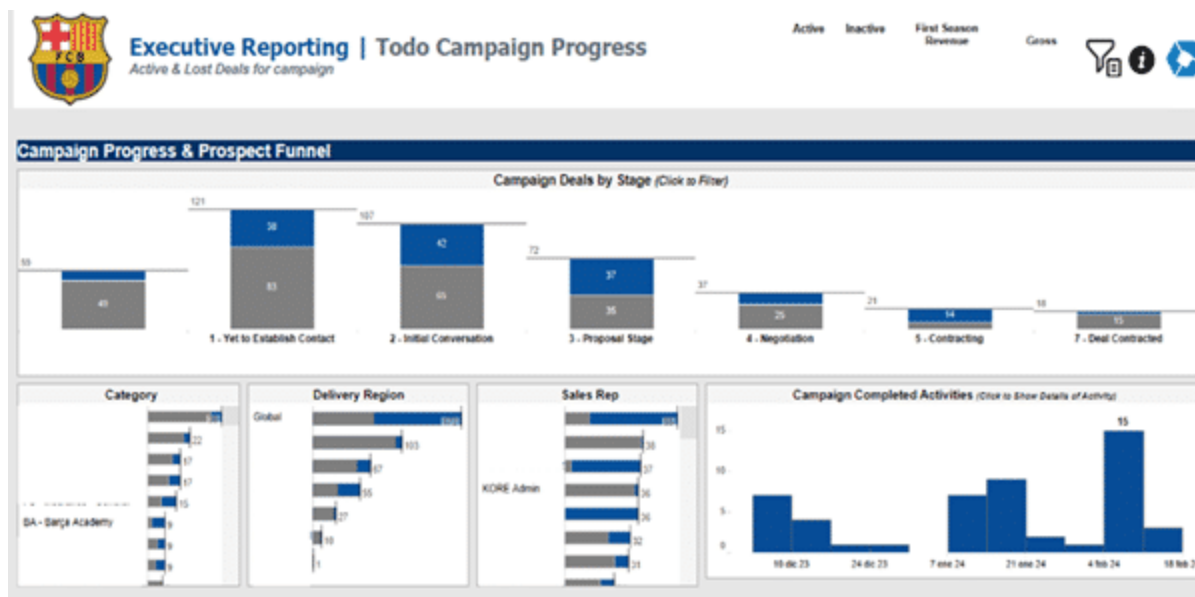 FCB
Executive Reporting | Todo Campaign Progress
Active & Lost Deals for campaign
Active Inactive First Season Revenue Gross
Campaign Progress & Prospect Funnel
Campaign Deals by Stage (Click to Filter)
121
107
72
59
37
21
18
38
42
37
14
49
83
65
35
25
15
1 - Yet to Establish Contact
2 - Initial Conversation
3 - Proposal Stage
4 - Negotiation
5 - Contracting
7 - Deal Contracted
Category
22
17
17
15
BA - Barça Academy
9
9
9
Delivery Region
Global
103
67
55
27
10
1
Sales Rep
38
37
KORE Admin
36
36
32
31
Campaign Completed Activities (Click to Show Details of Activity)
15
15
10
5
0
10 dic 23
24 dic 23
7 ene 24
21 ene 24
4 feb 24
18 feb 2